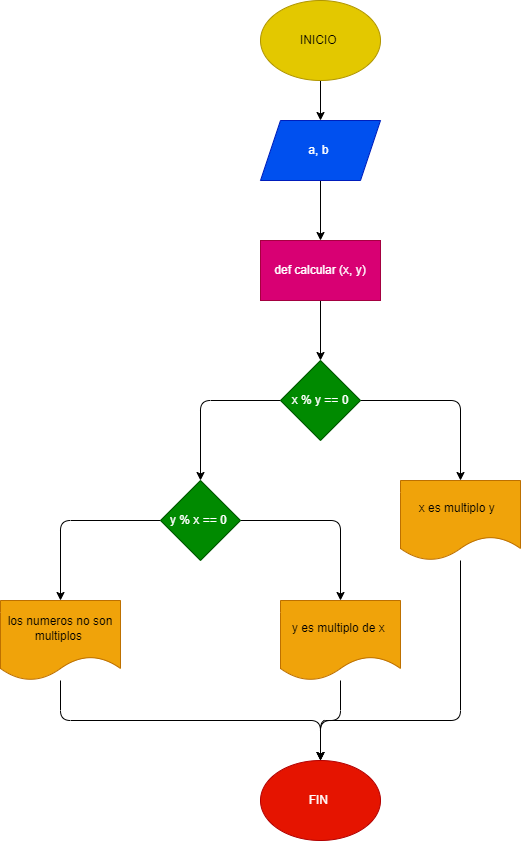 INICIO
a, b
def calcular (x, y)
x % y == 0
x es multiplo y
y % x == 0
los numeros no son
multiplos
y es multiplo de x
FIN